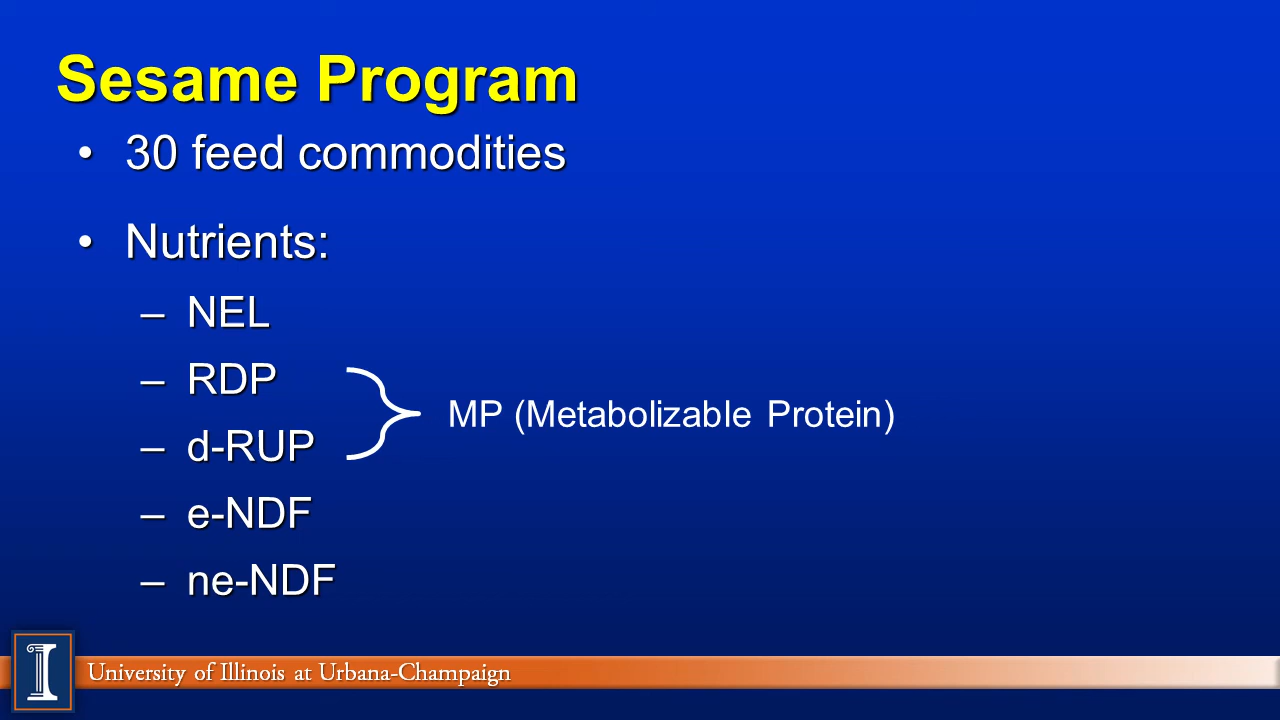 Sesame Program
• 30 feed commodities
• Nutrients:
– NEL
– RDP
– d-RUP
MP (Metabolizable Protein)
– e-NDF
– ne-NDF
I
University of Illinois at Urbana-Champaign